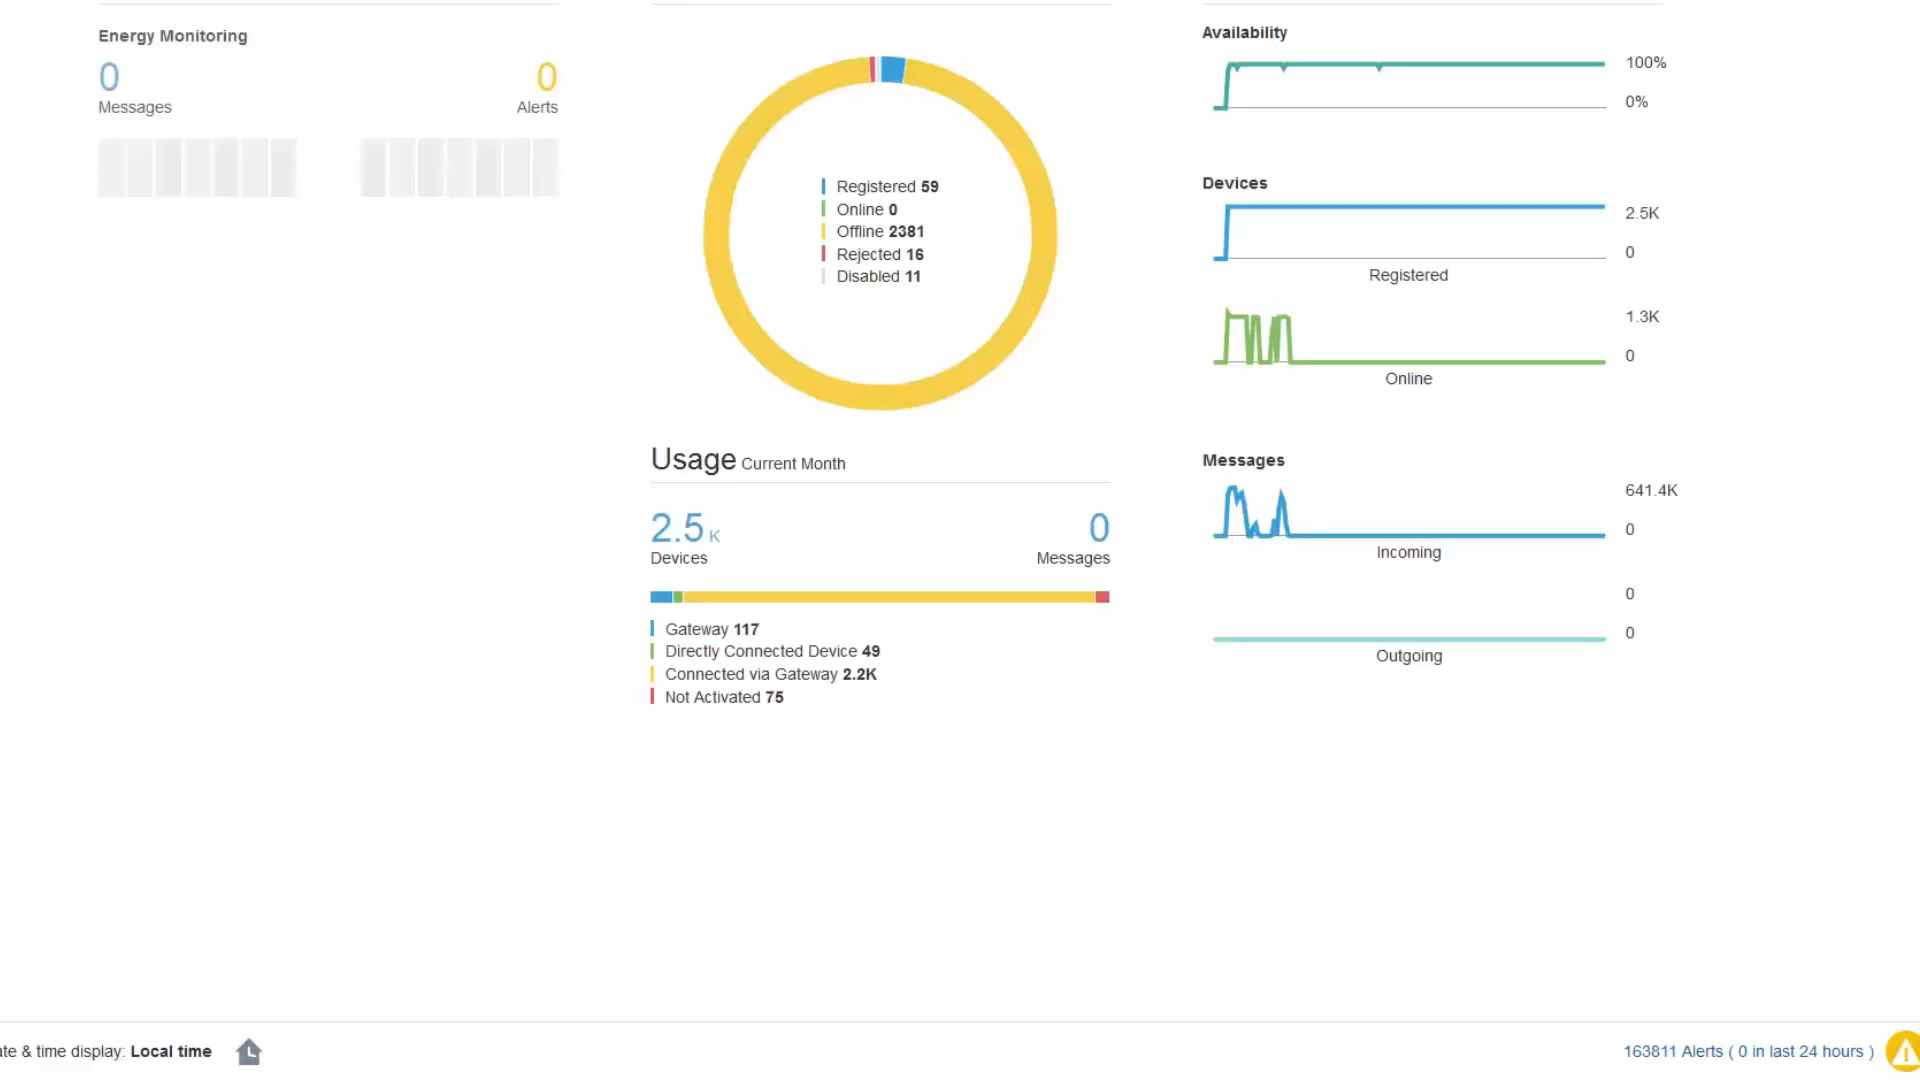 Energy Monitoring
0
Messages
0
Alerts
Registered 59
Online 0
Offline 2381
Rejected 16
Disabled 11
Usage Current Month
2.5 K
Devices
0
Messages
Gateway 117
Directly Connected Device 49
Connected via Gateway 2.2K
Not Activated 75
Availability
100%
0%
Devices
2.5K
0
Registered
1.3K
0
Online
Messages
641.4K
0
Incoming
0
0
Outgoing
ate & time display: Local time
163811 Alerts ( 0 in last 24 hours )